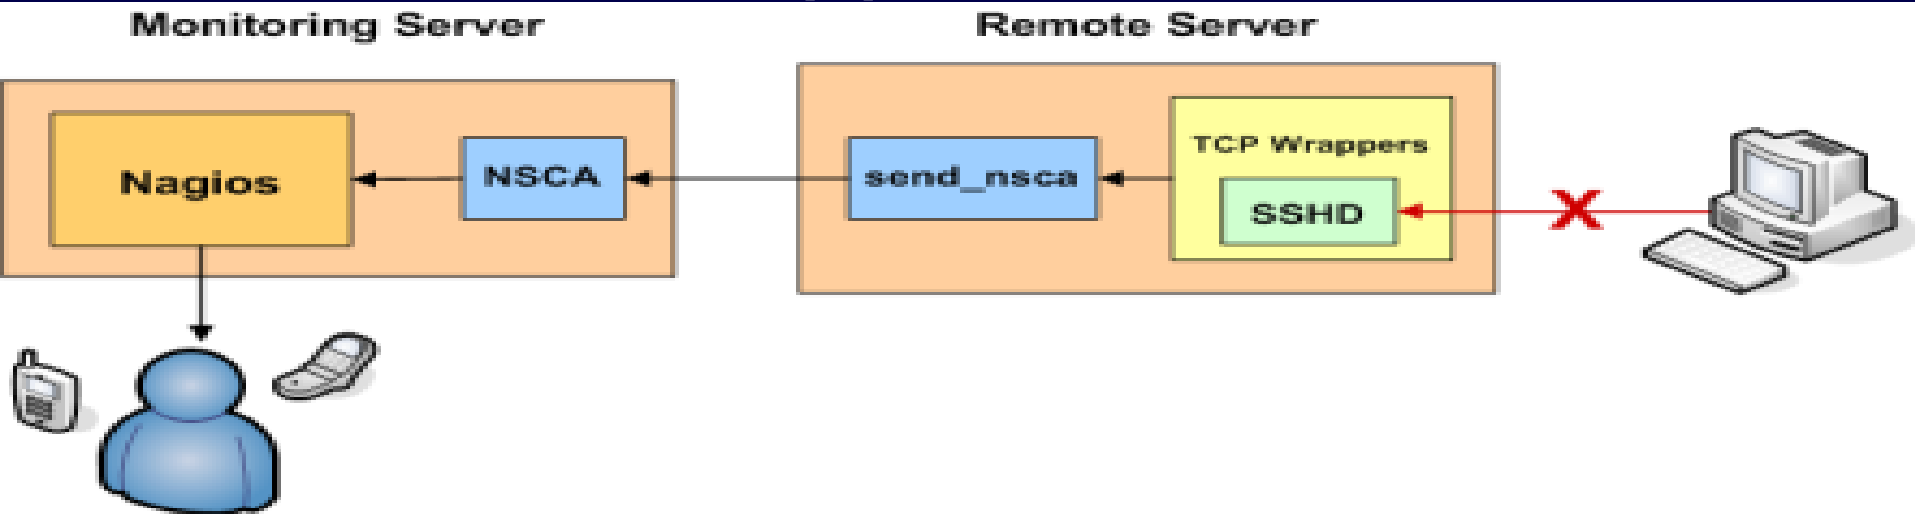 Monitoring Server
Remote Server
Nagios
NSCA
send_nsca
TCP Wrappers
SSHD